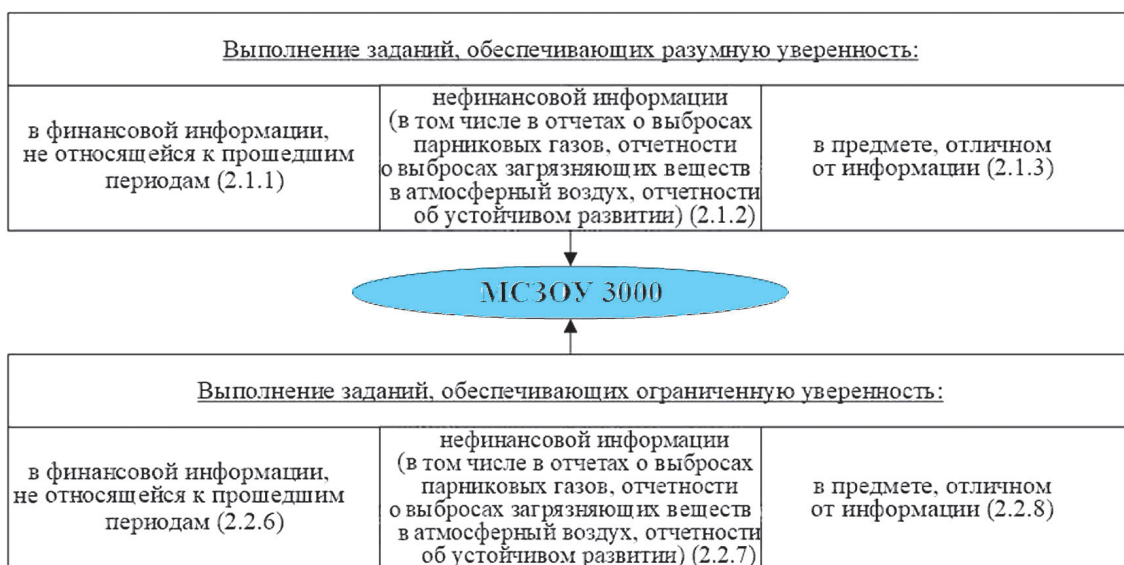 Выполнение заданий, обеспечивающих разумную уверенность:
в финансовой информации,
не относящейся к прошедшим
периодам (2.1.1)
нефинансовой информации
(в том числе в отчетах о выбросах
парниковых газов, отчетности
о выбросах загрязняющих веществ
в атмосферный воздух, отчетности
об устойчивом развитии) (2.1.2)
в предмете, отличном
от информации (2.1.3)
МСЗОУ 3000
Выполнение заданий, обеспечивающих ограниченную уверенность:
в финансовой информации,
не относящейся к прошедшим
периодам (2.2.6)
нефинансовой информации
(в том числе в отчетах о выбросах
парниковых газов, отчетности
о выбросах загрязняющих веществ
в атмосферный воздух, отчетности
об устойчивом развитии) (2.2.7)
в предмете, отличном
от информации (2.2.8)